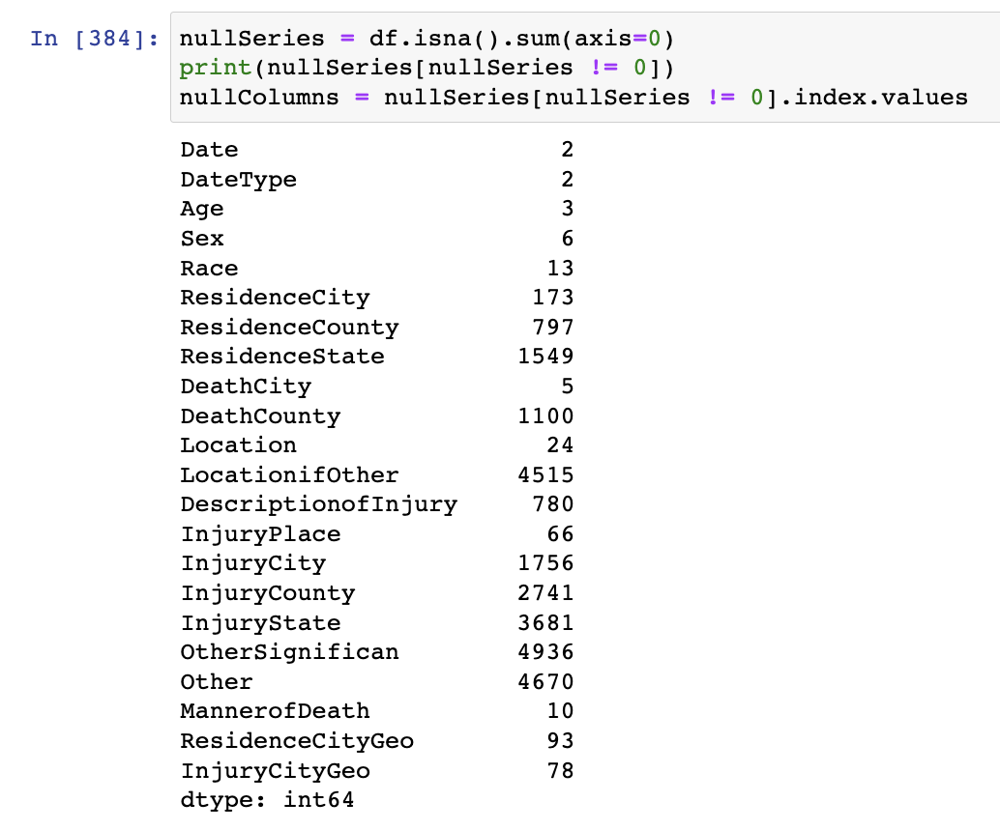 In [384]: nullSeries = df.isna().sum(axis=0)
print(nullSeries[nullSeries != 0])
nullColumns = nullSeries[nullSeries != 0].index.values
Date 2
DateType 2
Age 3
Sex 6
Race 13
ResidenceCity 173
ResidenceCounty 797
ResidenceState 1549
DeathCity 5
DeathCounty 1100
Location 24
LocationifOther 4515
DescriptionofInjury 780
InjuryPlace 66
InjuryCity 1756
InjuryCounty 2741
InjuryState 3681
OtherSignifican 4936
Other 4670
MannerofDeath 10
ResidenceCityGeo 93
InjuryCityGeo 78
dtype: int64